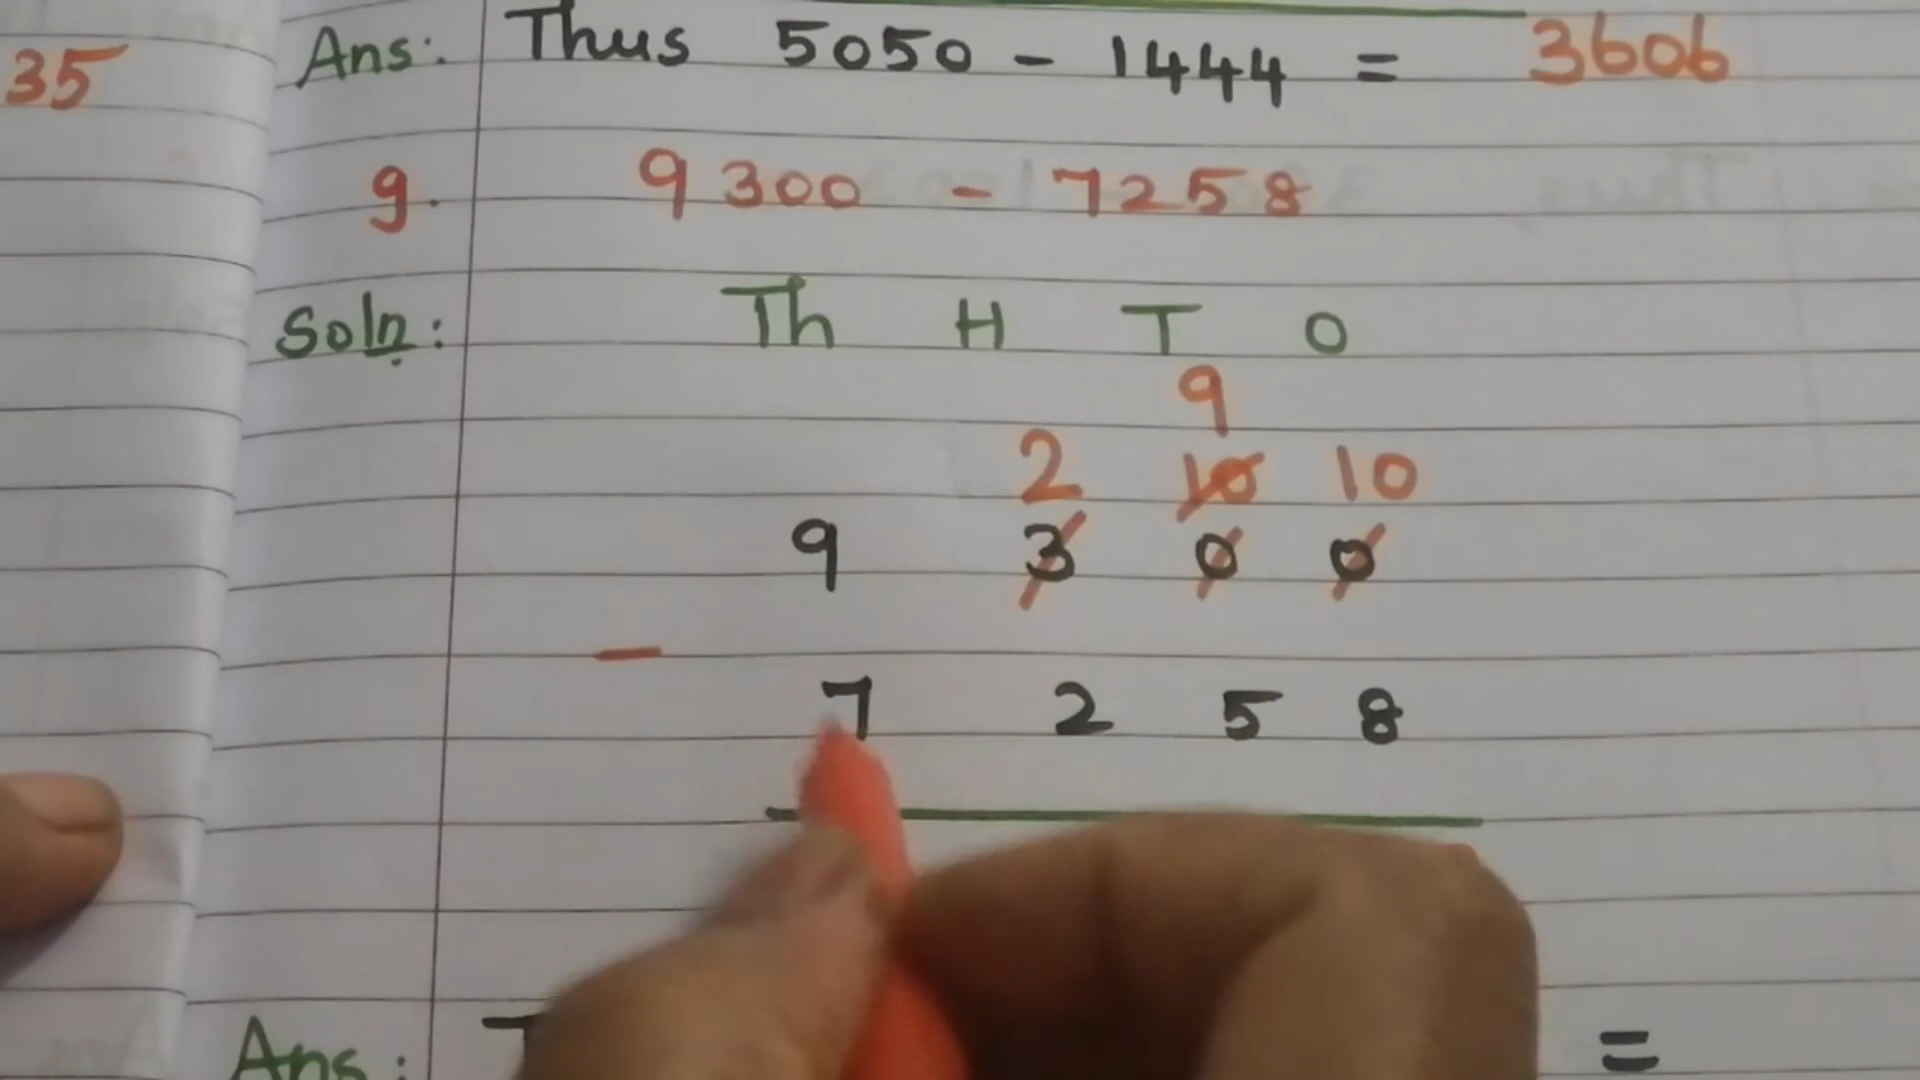 35
Ans: Thus 5050 - 1444 = 3606
g. 9300 - 7258
Soln: Th H T O
9
2 10 10
9 3 0 0
-
7 2 5 8
Ans: =